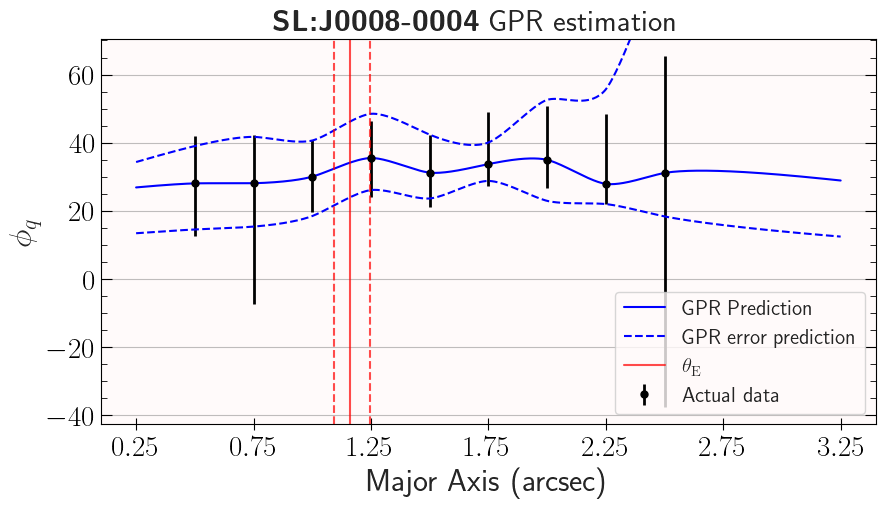 SL:J0008-0004 GPR estimation
60
40
20
0
−20
−40
ϕq
GPR Prediction
GPR error prediction
θE
Actual data
0.25 0.75 1.25 1.75 2.25 2.75 3.25
Major Axis (arcsec)